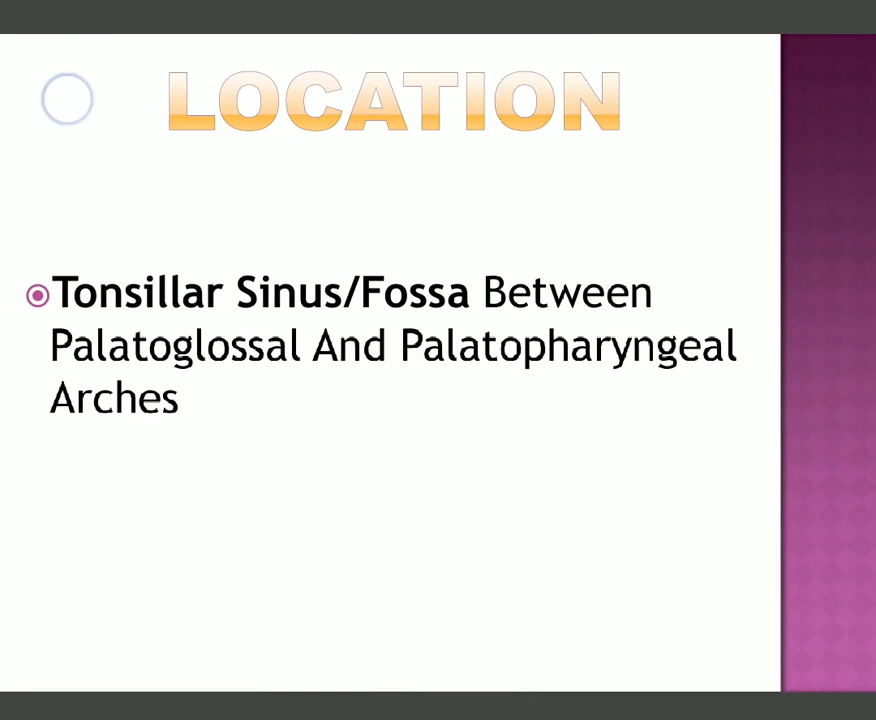 LOCATION
Tonsillar Sinus/Fossa Between
Palatoglossal And Palatopharyngeal
Arches